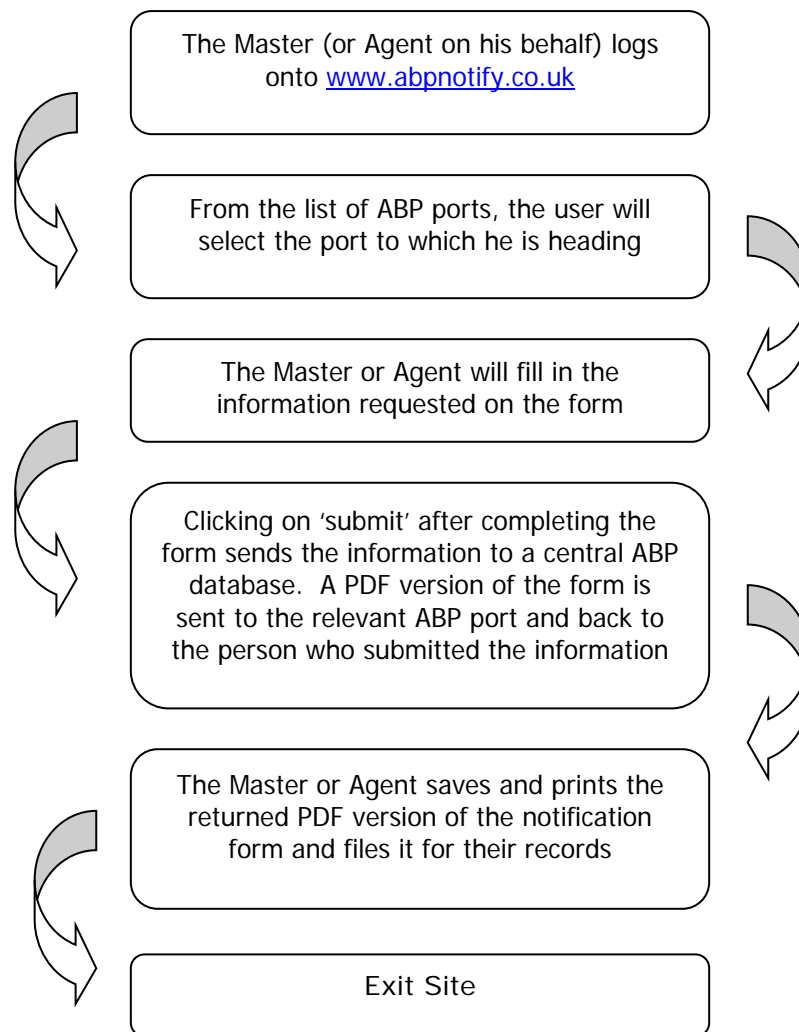 The Master (or Agent on his behalf) logs
onto www.abpnotify.co.uk
From the list of ABP ports, the user will
select the port to which he is heading
The Master or Agent will fill in the
information requested on the form
Clicking on ‘submit’ after completing the
form sends the information to a central ABP
database.  A PDF version of the form is
sent to the relevant ABP port and back to
the person who submitted the information
The Master or Agent saves and prints the
returned PDF version of the notification
form and files it for their records
Exit Site